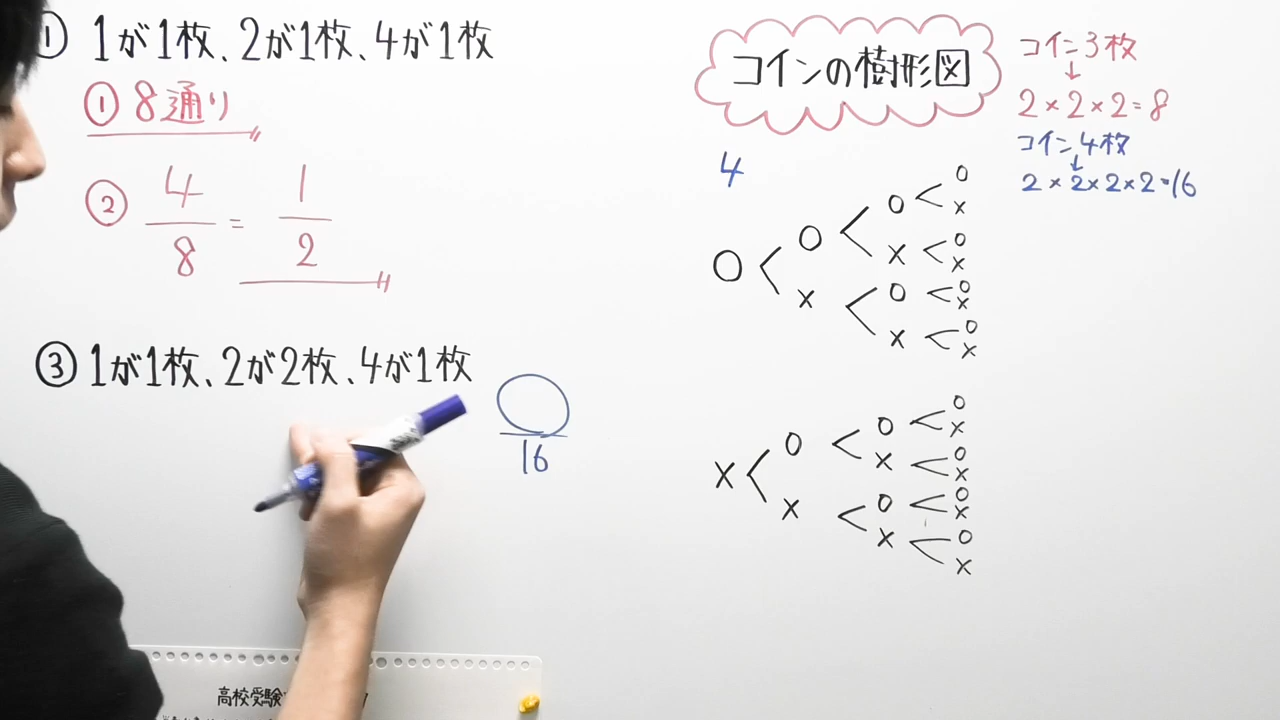 ① 1が1枚、2が1枚、4が1枚
① 8通り
② 4/8 = 1/2
③ 1が1枚、2が2枚、4が1枚
16
高校受験
コインの樹形図
コイン3枚
↓
2×2×2=8
コイン4枚
↓
2×2×2×2=16
4
○ < ○ < ○ < ○
×
× < ○
×
× < ○ < ○
×
× < ○
×
× < ○ < ○ < ○
×
× < ○
×
× < ○ < ○
×
× < ○
×